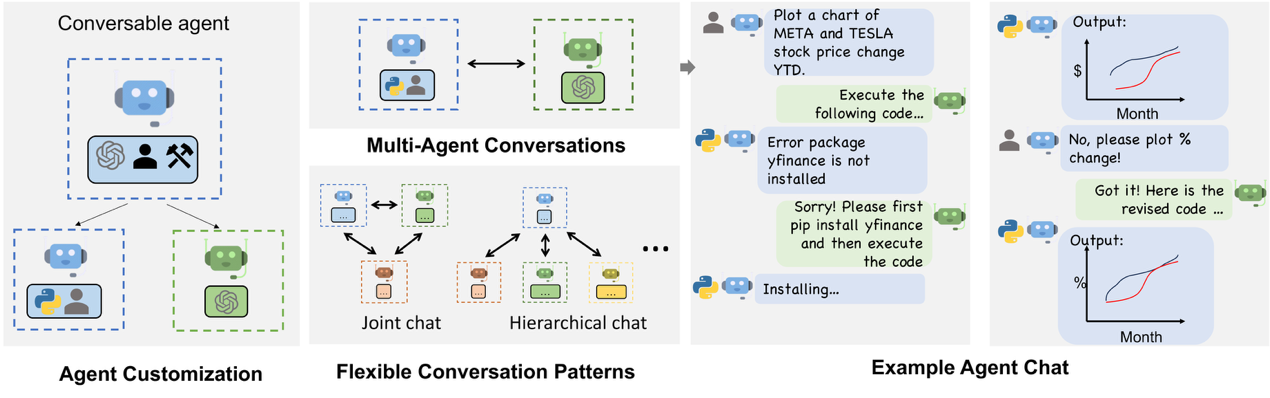 Conversable agent
Agent Customization
Multi-Agent Conversations
...
...
...
...
...
...
...
...
Joint chat
Hierarchical chat
Flexible Conversation Patterns
Plot a chart of
META and TESLA
stock price change
YTD.
Execute the
following code...
Error package
yfinance is not
installed
Sorry! Please first
pip install yfinance
and then execute
the code
Installing...
Output:
$
Month
No, please plot %
change!
Got it! Here is the
revised code ...
Output:
%
Month
Example Agent Chat